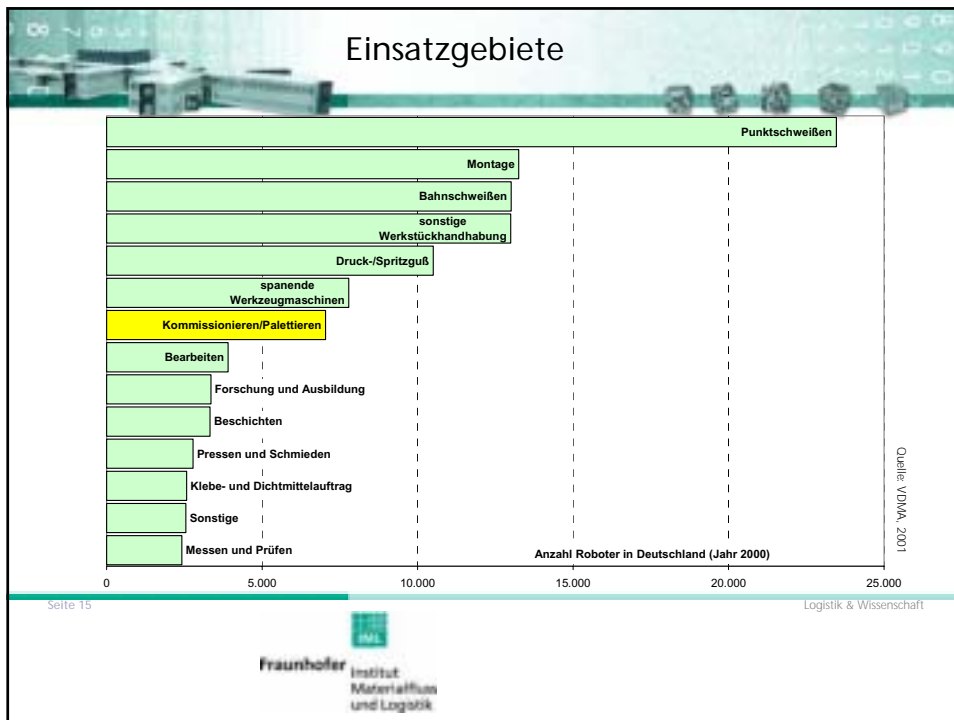 Einsatzgebiete
Punktschweißen
Montage
Bahnschweißen
sonstige
Werkstückhandhabung
Druck-/Spritzguß
spanende
Werkzeugmaschinen
Kommissionieren/Palettieren
Bearbeiten
Forschung und Ausbildung
Beschichten
Pressen und Schmieden
Klebe- und Dichtmittelauftrag
Sonstige
Messen und Prüfen
Anzahl Roboter in Deutschland (Jahr 2000)
0 5.000 10.000 15.000 20.000 25.000
Quelle: VDMA, 2001
Seite 15
Logistik & Wissenschaft
IML
Fraunhofer Institut
Materialfluss
und Logistik